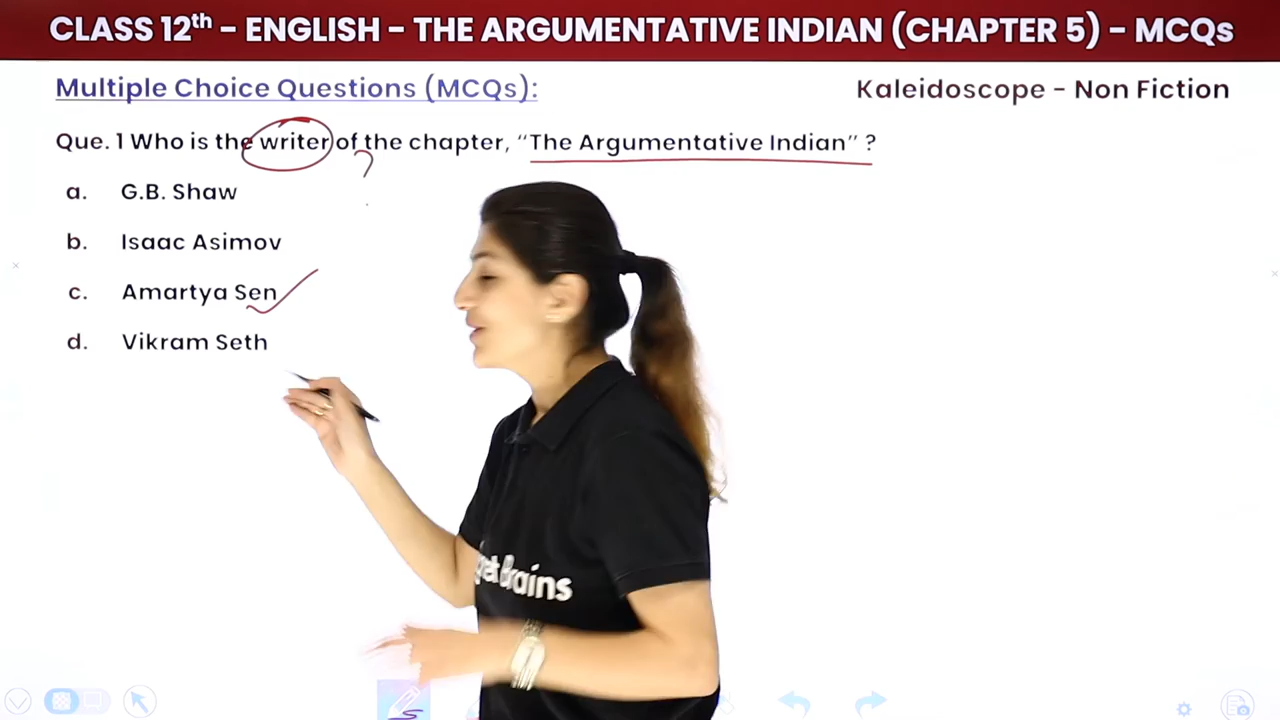 CLASS 12th – ENGLISH – THE ARGUMENTATIVE INDIAN (CHAPTER 5) – MCQs
Multiple Choice Questions (MCQs):
Kaleidoscope - Non Fiction
Que. 1 Who is the writer of the chapter, “The Argumentative Indian” ?
?
a. G.B. Shaw
b. Isaac Asimov
c. Amartya Sen
d. Vikram Seth
Brains